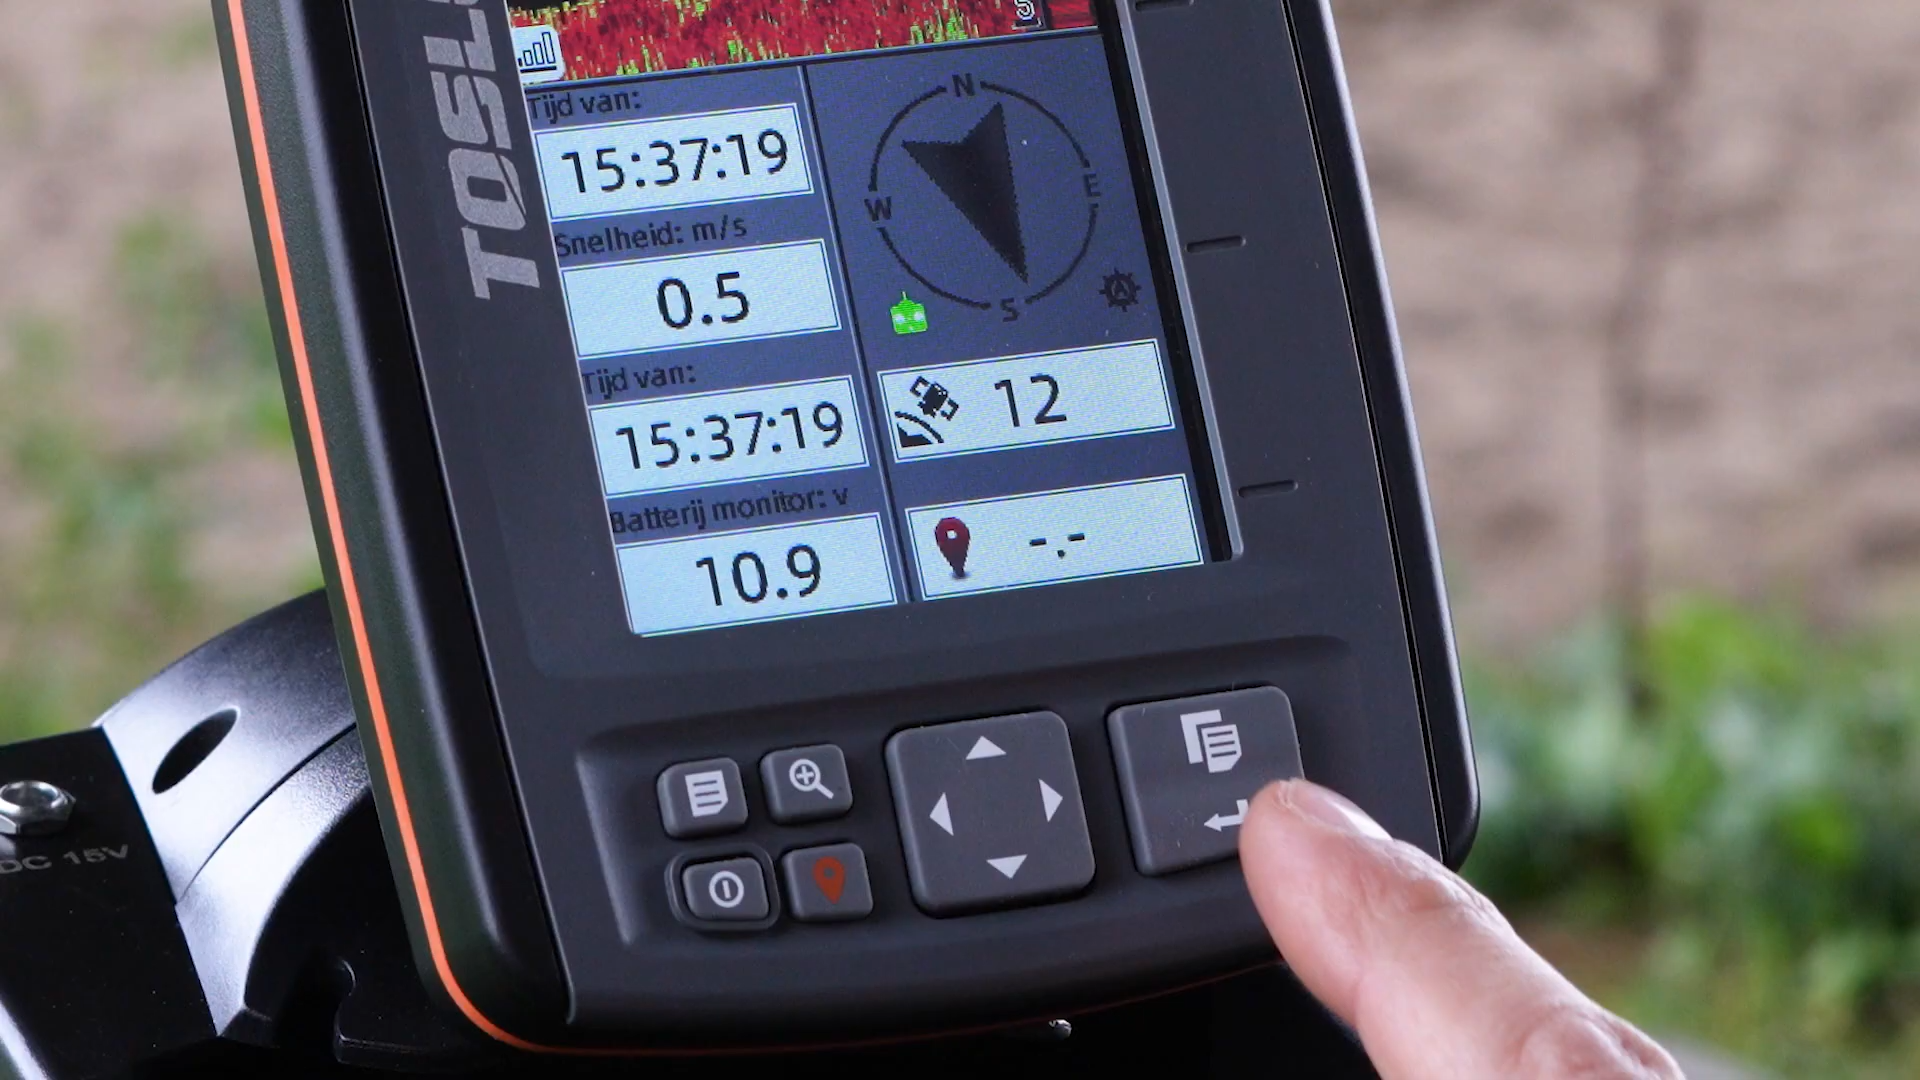 TOSL
Tijd van:
15:37:19
Snelheid: m/s
0.5
Tijd van:
15:37:19
Batterij monitor: v
10.9
N
E
S
W
A
12
-.-
DC 15V